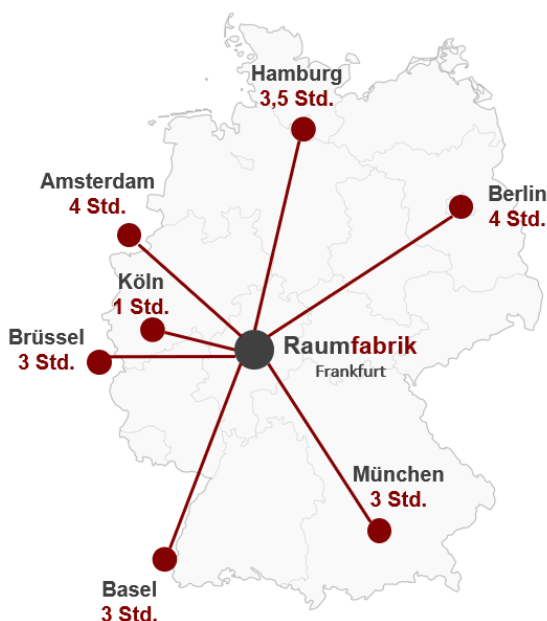 Hamburg
3,5 Std.
Amsterdam
4 Std.
Berlin
4 Std.
Köln
1 Std.
Brüssel
3 Std.
Raumfabrik
Frankfurt
München
3 Std.
Basel
3 Std.